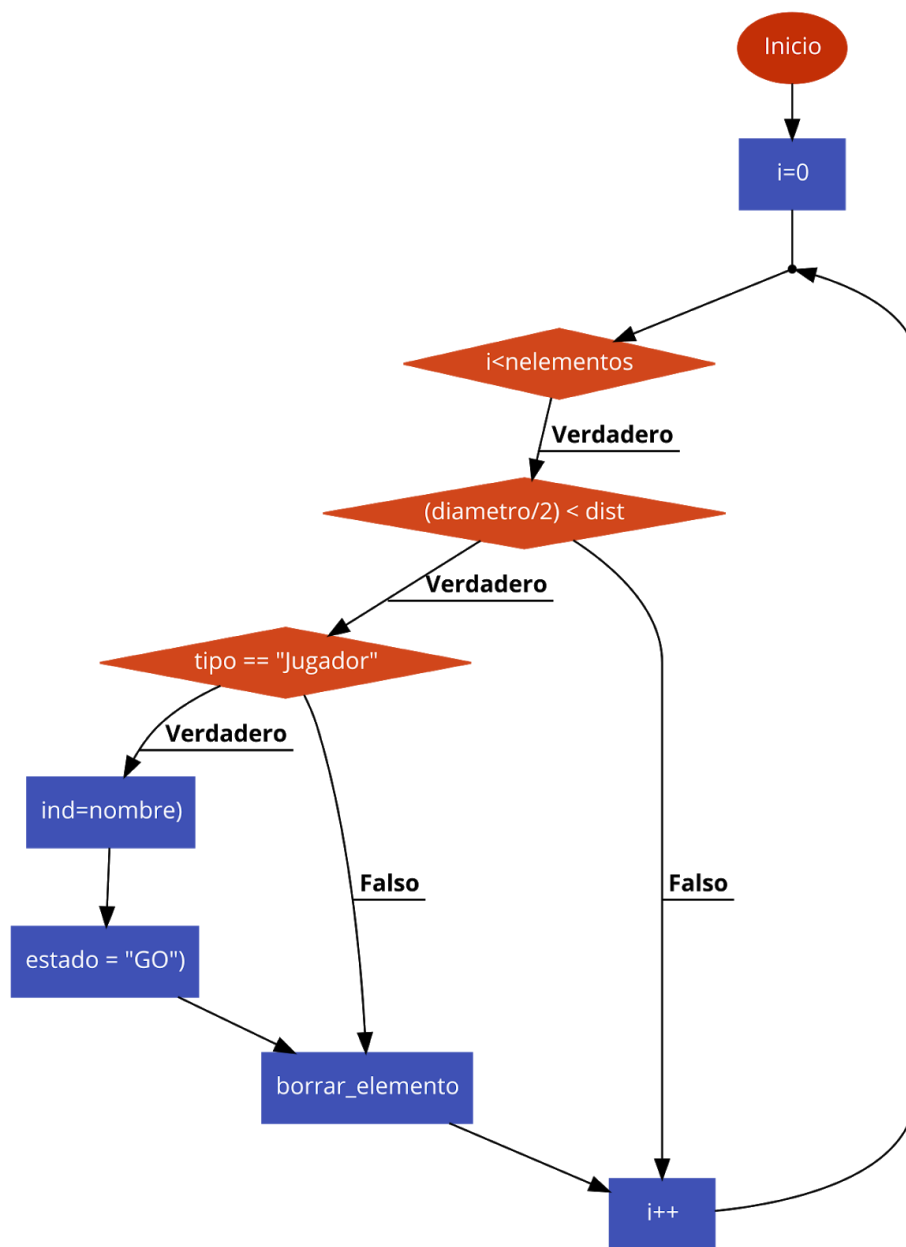 Inicio
i=0
i<nelementos
Verdadero
(diametro/2) < dist
Verdadero
tipo == "Jugador"
Verdadero
ind=nombre)
Falso
Falso
estado = "GO")
borrar_elemento
i++